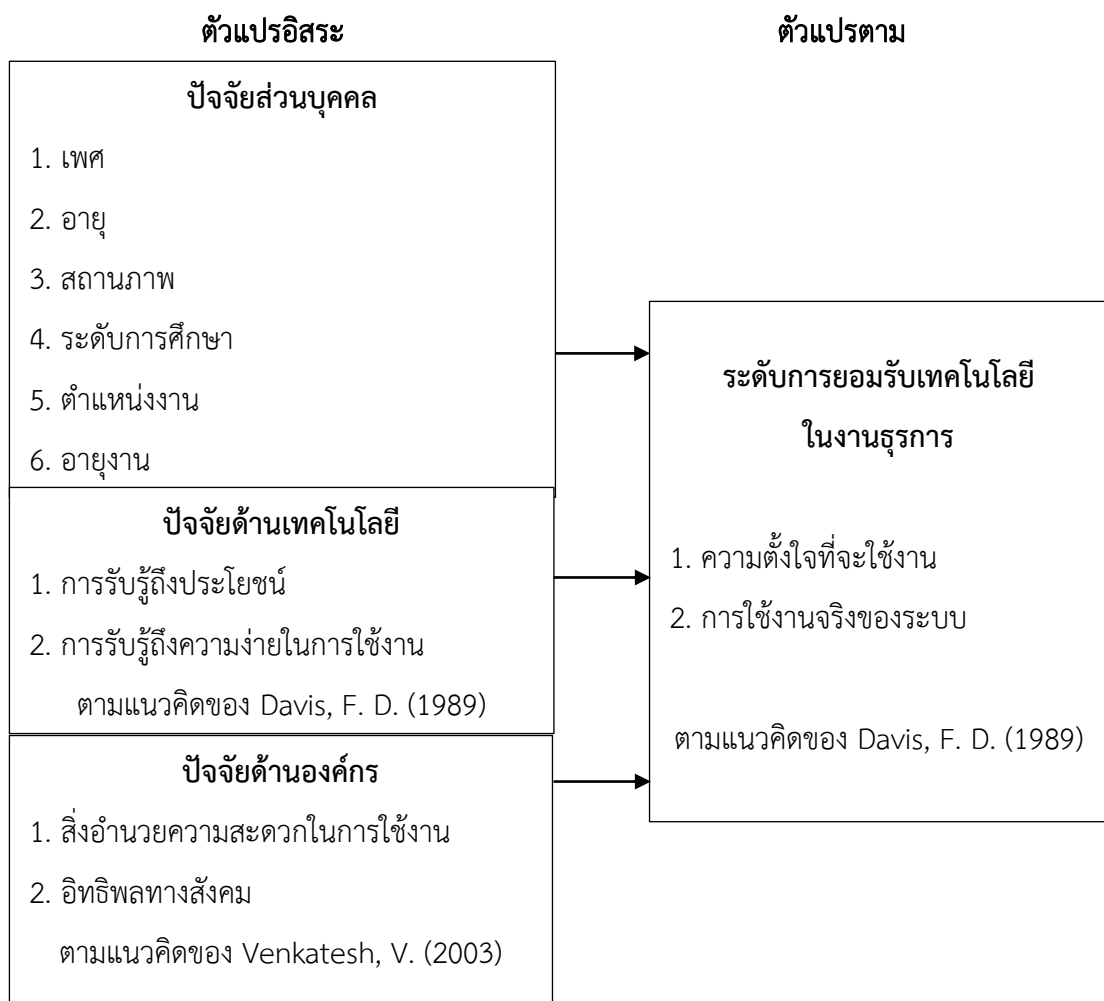 ตัวแปรอิสระ
ตัวแปรตาม
ปัจจัยส่วนบุคคล
1. เพศ
2. อายุ
3. สถานภาพ
4. ระดับการศึกษา
5. ตำแหน่งงาน
6. อายุงาน
ปัจจัยด้านเทคโนโลยี
1. การรับรู้ถึงประโยชน์
2. การรับรู้ถึงความง่ายในการใช้งาน
ตามแนวคิดของ Davis, F. D. (1989)
ปัจจัยด้านองค์กร
1. สิ่งอำนวยความสะดวกในการใช้งาน
2. อิทธิพลทางสังคม
ตามแนวคิดของ Venkatesh, V. (2003)
ระดับการยอมรับเทคโนโลยี
ในงานธุรการ
1. ความตั้งใจที่จะใช้งาน
2. การใช้งานจริงของระบบ
ตามแนวคิดของ Davis, F. D. (1989)